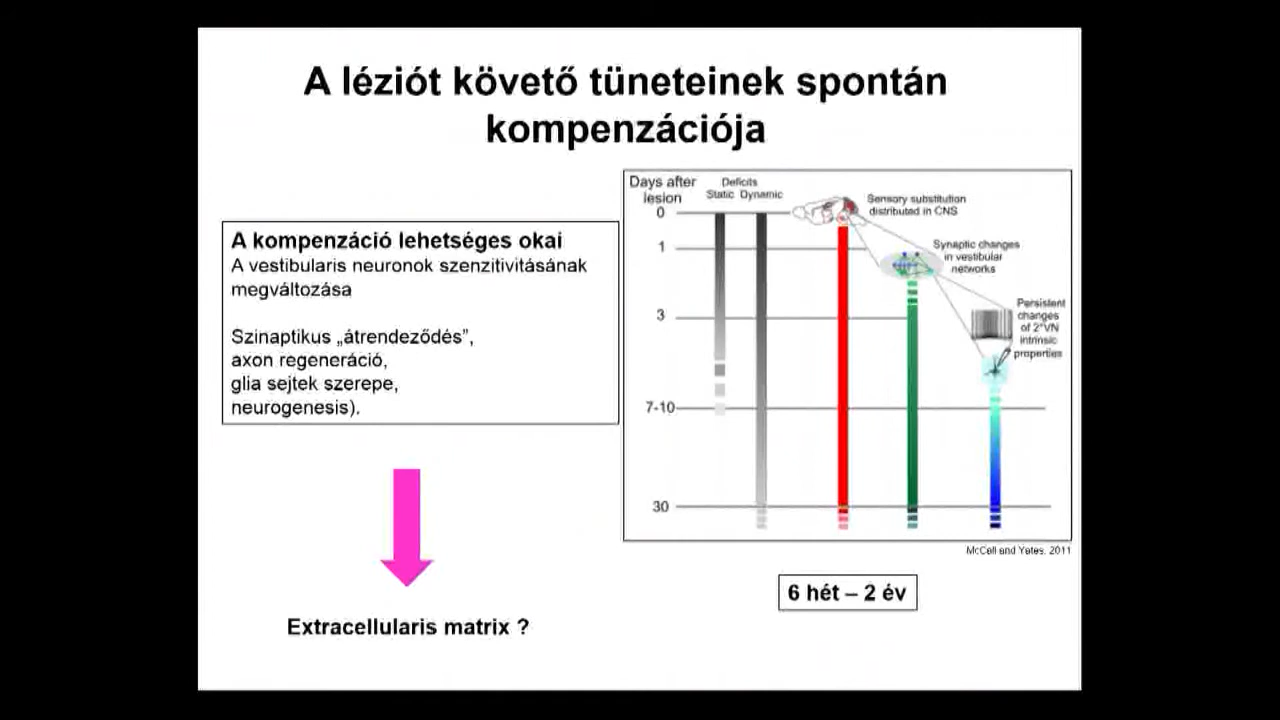 A léziót követő tüneteinek spontán
kompenzációja
A kompenzáció lehetséges okai
A vestibularis neuronok szenzitivitásának
megváltozása
Szinaptikus „átrendeződés”,
axon regeneráció,
glia sejtek szerepe,
neurogenesis).
Extracellularis matrix ?
Days after
lesion
Deficits
Static Dynamic
0
1
3
7-10
30
Sensory substitution
distributed in CNS
Synaptic changes
in vestibular
networks
Persistent
changes
of 2°VN
intrinsic
properties
McCall and Yates, 2011
6 hét – 2 év